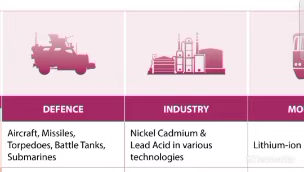 DEFENCE
INDUSTRY
MO
Aircraft, Missiles,
Torpedoes, Battle Tanks,
Submarines
Nickel Cadmium &
Lead Acid in various
technologies
Lithium-ion